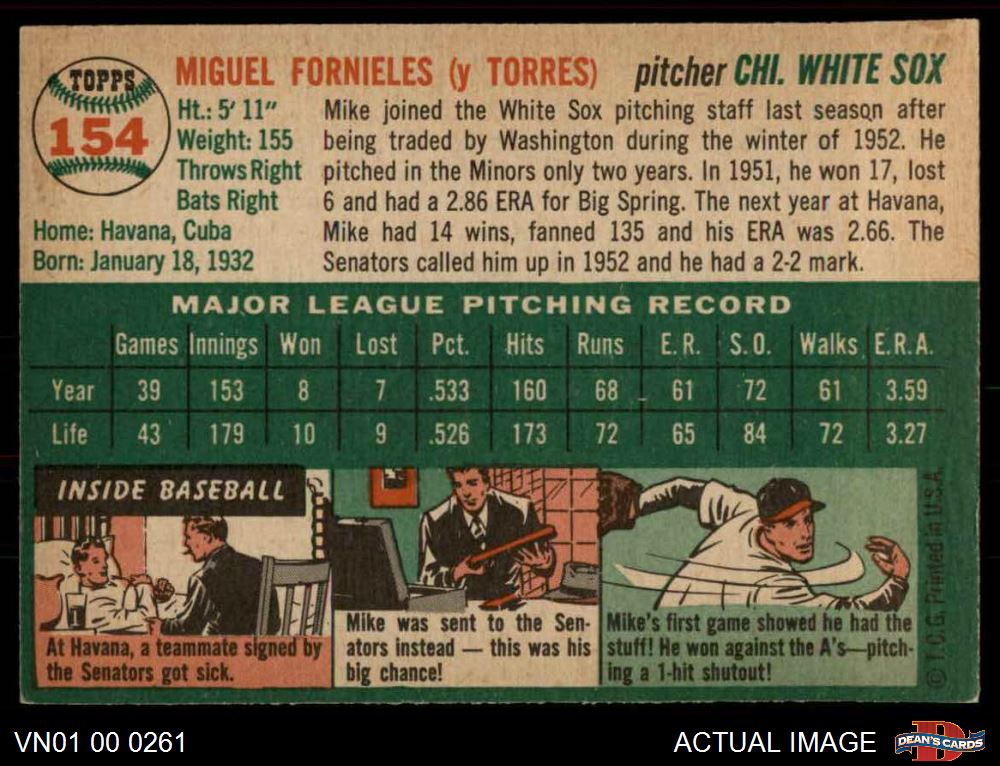 TOPPS
154
MIGUEL FORNIELES (y TORRES) pitcher CHI. WHITE SOX
Ht.: 5' 11"
Weight: 155
Throws Right
Bats Right
Home: Havana, Cuba
Born: January 18, 1932
Mike joined the White Sox pitching staff last season after
being traded by Washington during the winter of 1952. He
pitched in the Minors only two years. In 1951, he won 17, lost
6 and had a 2.86 ERA for Big Spring. The next year at Havana,
Mike had 14 wins, fanned 135 and his ERA was 2.66. The
Senators called him up in 1952 and he had a 2-2 mark.
MAJOR LEAGUE PITCHING RECORD
Games Innings Won Lost Pct. Hits Runs E.R. S.O. Walks E.R.A.
Year 39 153 8 7 .533 160 68 61 72 61 3.59
Life 43 179 10 9 .526 173 72 65 84 72 3.27
INSIDE BASEBALL
At Havana, a teammate signed by
the Senators got sick.
Mike was sent to the Sen-
ators instead — this was his
big chance!
Mike's first game showed he had the
stuff! He won against the A's—pitch-
ing a 1-hit shutout!
© T.C.G. Printed in U.S.A.
VN01 00 0261
ACTUAL IMAGE
DEAN'S CARDS